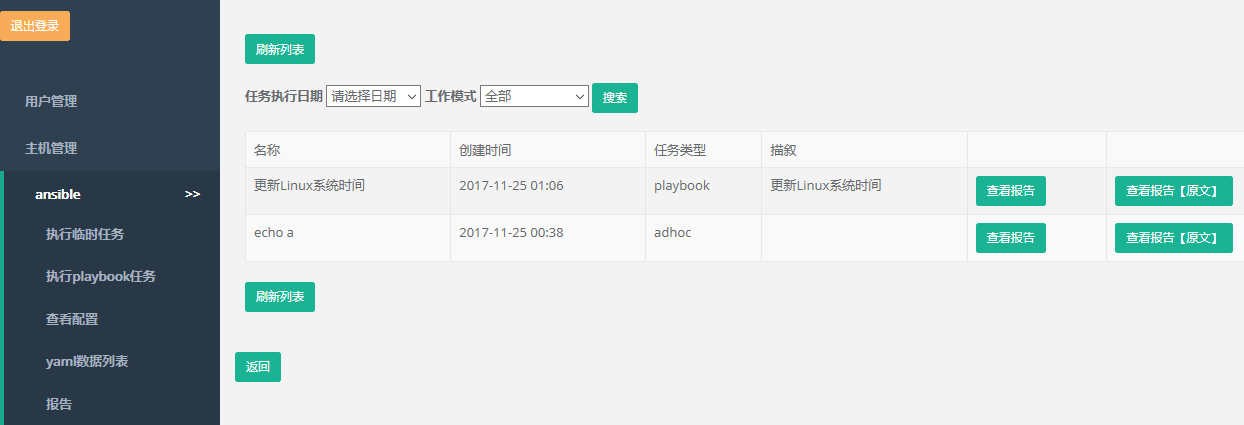 退出登录
用户管理
主机管理
ansible >>
执行临时任务
执行playbook任务
查看配置
yaml数据列表
报告
刷新列表
任务执行日期 请选择日期 工作模式 全部 搜索
名称 创建时间 任务类型 描叙
更新Linux系统时间 2017-11-25 01:06 playbook 更新Linux系统时间 查看报告 查看报告【原文】
echo a 2017-11-25 00:38 adhoc 查看报告 查看报告【原文】
刷新列表
返回